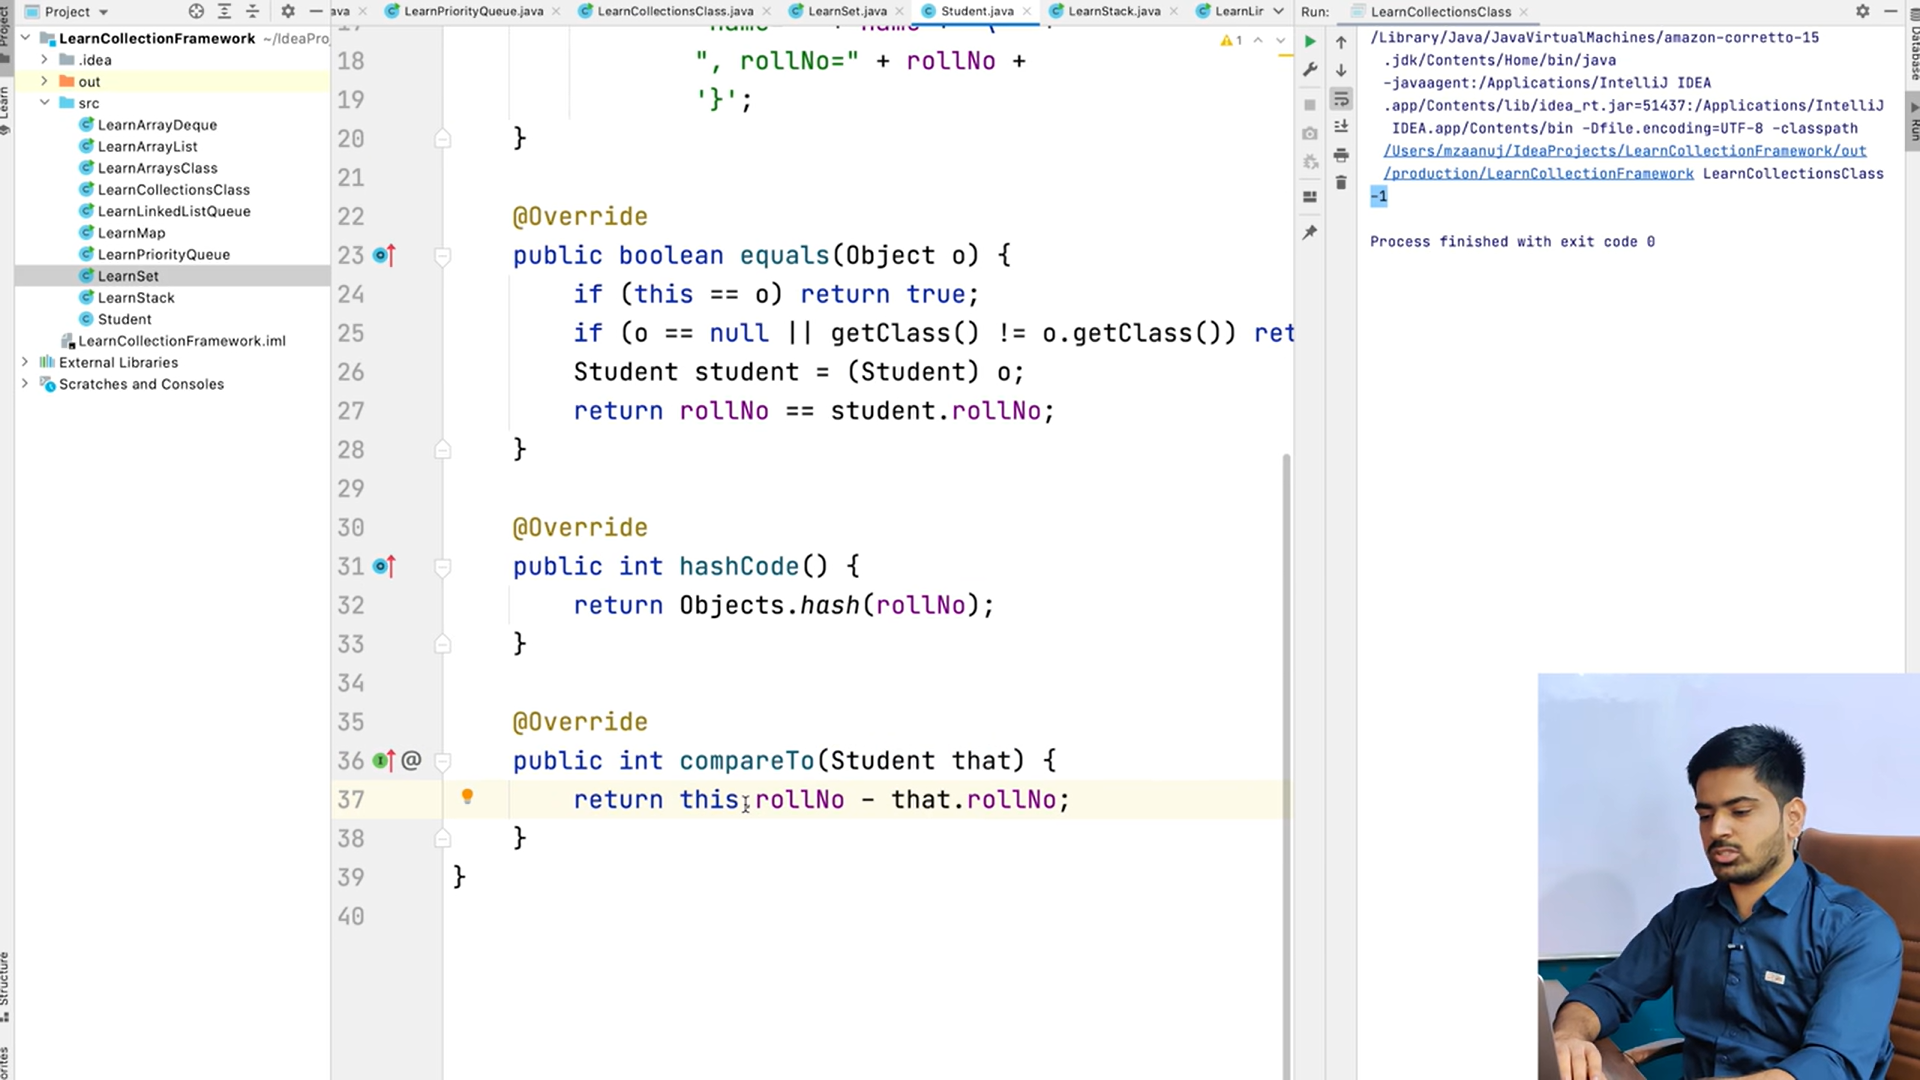 Project
ava
LearnPriorityQueue.java
LearnCollectionsClass.java
LearnSet.java
Student.java
LearnStack.java
LearnLir
Run:
LearnCollectionsClass
LearnCollectionFramework ~/IdeaProj
.idea
out
src
LearnArrayDeque
LearnArrayList
LearnArraysClass
LearnCollectionsClass
LearnLinkedListQueue
LearnMap
LearnPriorityQueue
LearnSet
LearnStack
Student
LearnCollectionFramework.iml
External Libraries
Scratches and Consoles
Project
Learn
Structure
18 ", rollNo=" + rollNo +
19 '}';
20 }
21
22 @Override
23 public boolean equals(Object o) {
24 if (this == o) return true;
25 if (o == null || getClass() != o.getClass()) ret
26 Student student = (Student) o;
27 return rollNo == student.rollNo;
28 }
29
30 @Override
31 public int hashCode() {
32 return Objects.hash(rollNo);
33 }
34
35 @Override
36 @ public int compareTo(Student that) {
37 return this.rollNo - that.rollNo;
38 }
39 }
40
1
/Library/Java/JavaVirtualMachines/amazon-corretto-15
.jdk/Contents/Home/bin/java
-javaagent:/Applications/IntelliJ IDEA
.app/Contents/lib/idea_rt.jar=51437:/Applications/IntelliJ
IDEA.app/Contents/bin -Dfile.encoding=UTF-8 -classpath
/Users/mzaanuj/IdeaProjects/LearnCollectionFramework/out
/production/LearnCollectionFramework LearnCollectionsClass
-1
Process finished with exit code 0
Database
Run